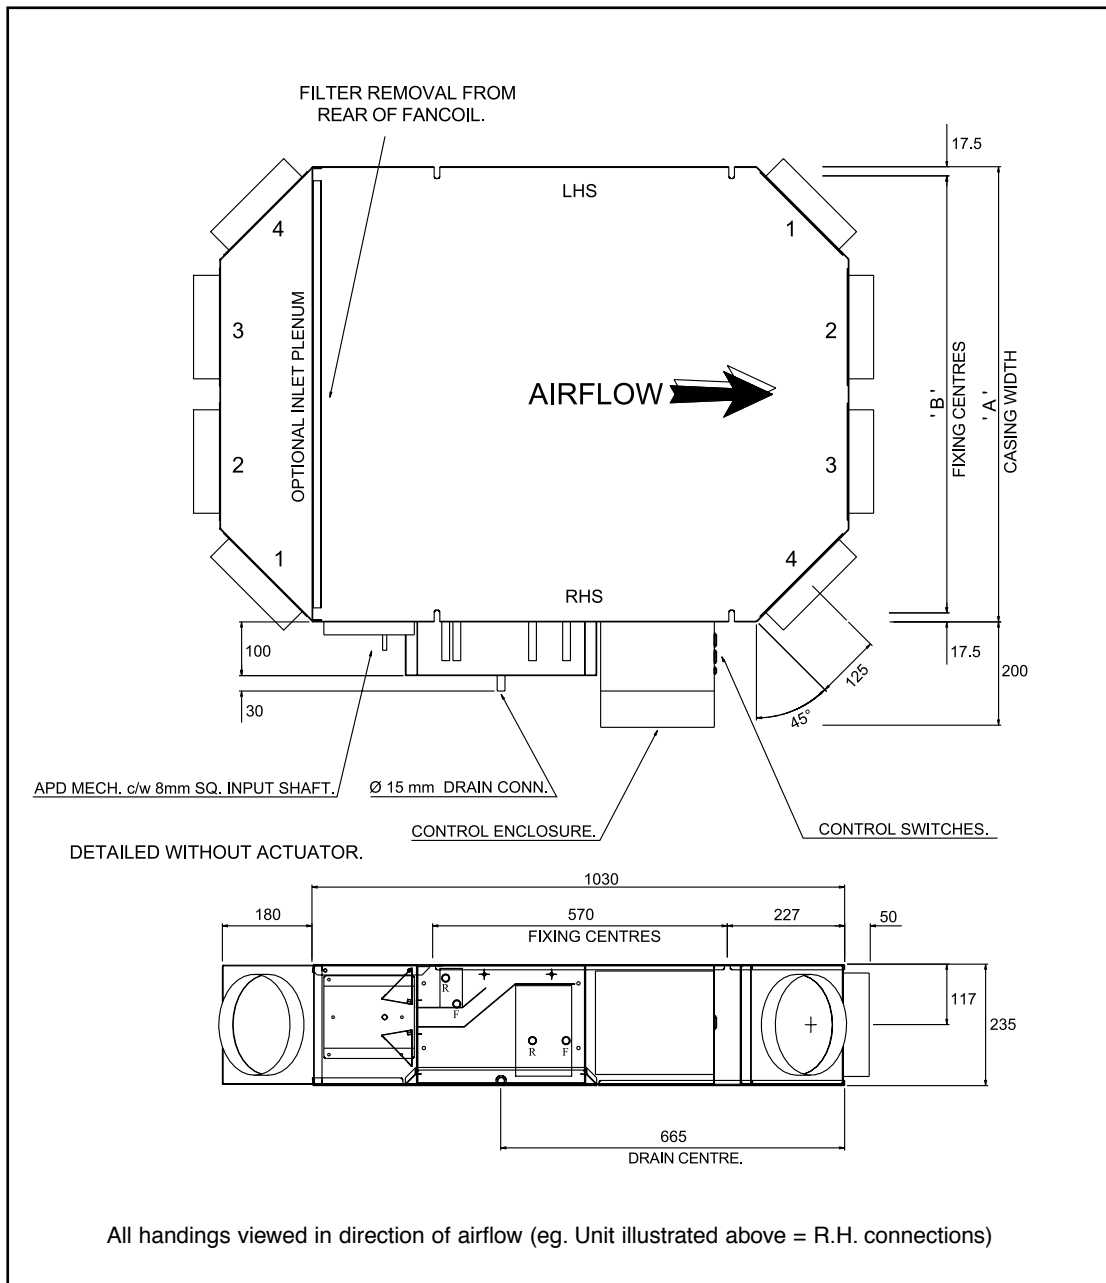 FILTER REMOVAL FROM
REAR OF FANCOIL.
17.5
LHS
4
1
3
2
OPTIONAL INLET PLENUM
AIRFLOW
' B '
FIXING CENTRES
' A '
CASING WIDTH
2
3
1
4
RHS
100
30
17.5
200
125
45°
APD MECH. c/w 8mm SQ. INPUT SHAFT.
Ø 15 mm DRAIN CONN.
CONTROL ENCLOSURE.
CONTROL SWITCHES.
DETAILED WITHOUT ACTUATOR.
1030
180
570
227
50
FIXING CENTRES
R
F
R
F
117
235
665
DRAIN CENTRE.
All handings viewed in direction of airflow (eg. Unit illustrated above = R.H. connections)